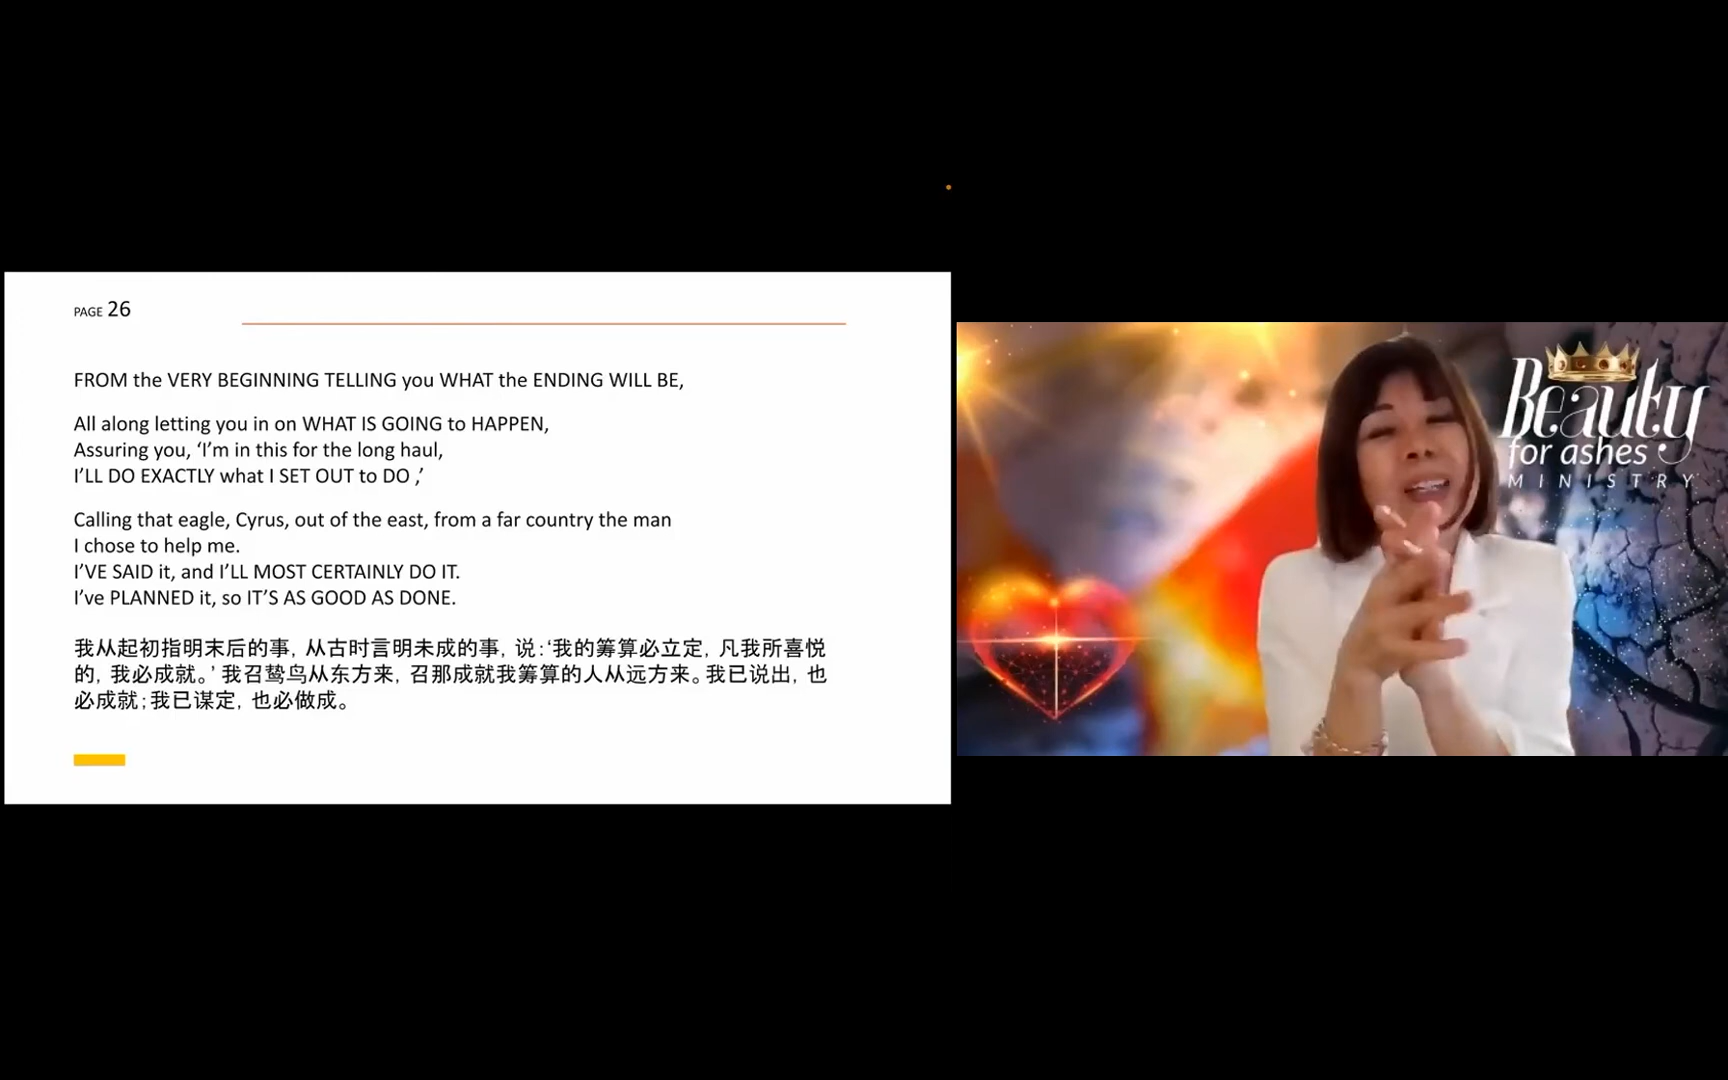 PAGE 26
FROM the VERY BEGINNING TELLING you WHAT the ENDING WILL BE,
All along letting you in on WHAT IS GOING to HAPPEN,
Assuring you, ‘I’m in this for the long haul,
I’LL DO EXACTLY what I SET OUT to DO ,’
Calling that eagle, Cyrus, out of the east, from a far country the man
I chose to help me.
I’VE SAID it, and I’LL MOST CERTAINLY DO IT.
I’ve PLANNED it, so IT’S AS GOOD AS DONE.
我从起初指明末后的事，从古时言明未成的事，说：‘我的筹算必立定，凡我所喜悦
的，我必成就。’ 我召鸷鸟从东方来，召那成就我筹算的人从远方来。我已说出，也
必成就；我已谋定，也必做成。
Beauty
for ashes
MINISTRY